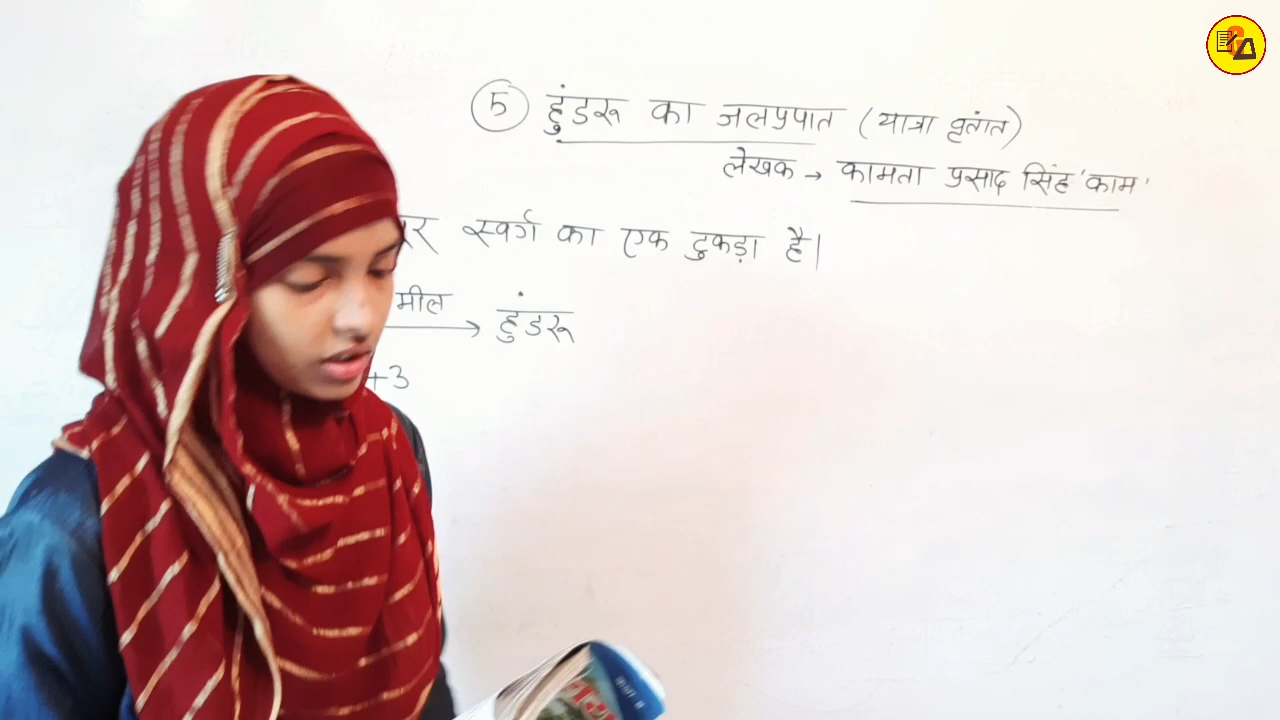 5 हुंडरू का जलप्रपात (यात्रा वृतांत)
लेखक → कामता प्रसाद सिंह 'काम'
स्वर्ग का एक टुकड़ा है।
मील → हुंडरू
+3